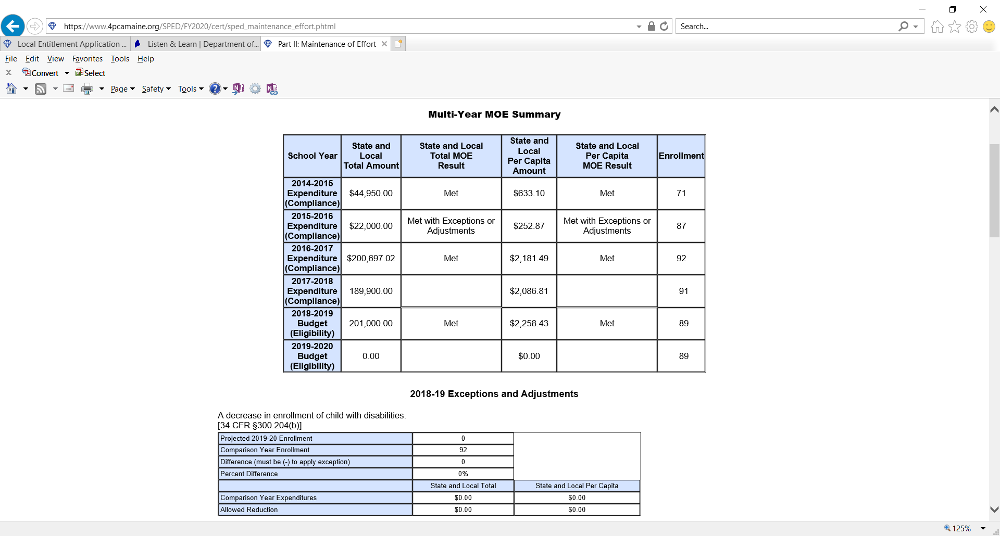 https://www.4pcamaine.org/SPED/FY2020/cert/sped_maintenance_effort.phtml
Search...
Local Entitlement Application ...
Listen & Learn | Department of...
Part II: Maintenance of Effort
File Edit View Favorites Tools Help
x Convert Select
Page Safety Tools
Multi-Year MOE Summary
School Year
State and
Local
Total Amount
State and Local
Total MOE
Result
State and
Local
Per Capita
Amount
State and Local
Per Capita
MOE Result
Enrollment
2014-2015
Expenditure
(Compliance)
$44,950.00
Met
$633.10
Met
71
2015-2016
Expenditure
(Compliance)
$22,000.00
Met with Exceptions or
Adjustments
$252.87
Met with Exceptions or
Adjustments
87
2016-2017
Expenditure
(Compliance)
$200,697.02
Met
$2,181.49
Met
92
2017-2018
Expenditure
(Compliance)
189,900.00
$2,086.81
91
2018-2019
Budget
(Eligibility)
201,000.00
Met
$2,258.43
Met
89
2019-2020
Budget
(Eligibility)
0.00
$0.00
89
2018-19 Exceptions and Adjustments
A decrease in enrollment of child with disabilities.
[34 CFR §300.204(b)]
Projected 2019-20 Enrollment 0
Comparison Year Enrollment 92
Difference (must be (-) to apply exception) 0
Percent Difference 0%
State and Local Total State and Local Per Capita
Comparison Year Expenditures $0.00 $0.00
Allowed Reduction $0.00 $0.00
125%